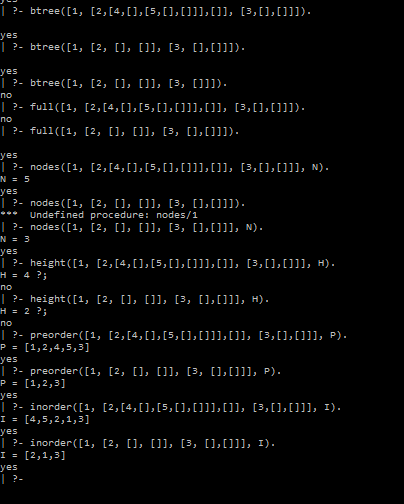 yes
| ?- btree([1, [2,[4,[],[5,[],[]]],[]], [3,[],[]]]).
yes
| ?- btree([1, [2, [], []], [3, [],[]]]).
yes
| ?- btree([1, [2, [], []], [3, []]]).
no
| ?- full([1, [2,[4,[],[5,[],[]]],[]], [3,[],[]]]).
no
| ?- full([1, [2, [], []], [3, [],[]]]).
yes
| ?- nodes([1, [2,[4,[],[5,[],[]]],[]], [3,[],[]]], N).
N = 5
yes
| ?- nodes([1, [2, [], []], [3, [],[]]]).
*** Undefined procedure: nodes/1
| ?- nodes([1, [2, [], []], [3, [],[]]], N).
N = 3
yes
| ?- height([1, [2,[4,[],[5,[],[]]],[]], [3,[],[]]], H).
H = 4 ?;
no
| ?- height([1, [2, [], []], [3, [],[]]], H).
H = 2 ?;
no
| ?- preorder([1, [2,[4,[],[5,[],[]]],[]], [3,[],[]]], P).
P = [1,2,4,5,3]
yes
| ?- preorder([1, [2, [], []], [3, [],[]]], P).
P = [1,2,3]
yes
| ?- inorder([1, [2,[4,[],[5,[],[]]],[]], [3,[],[]]], I).
I = [4,5,2,1,3]
yes
| ?- inorder([1, [2, [], []], [3, [],[]]], I).
I = [2,1,3]
yes
| ?-